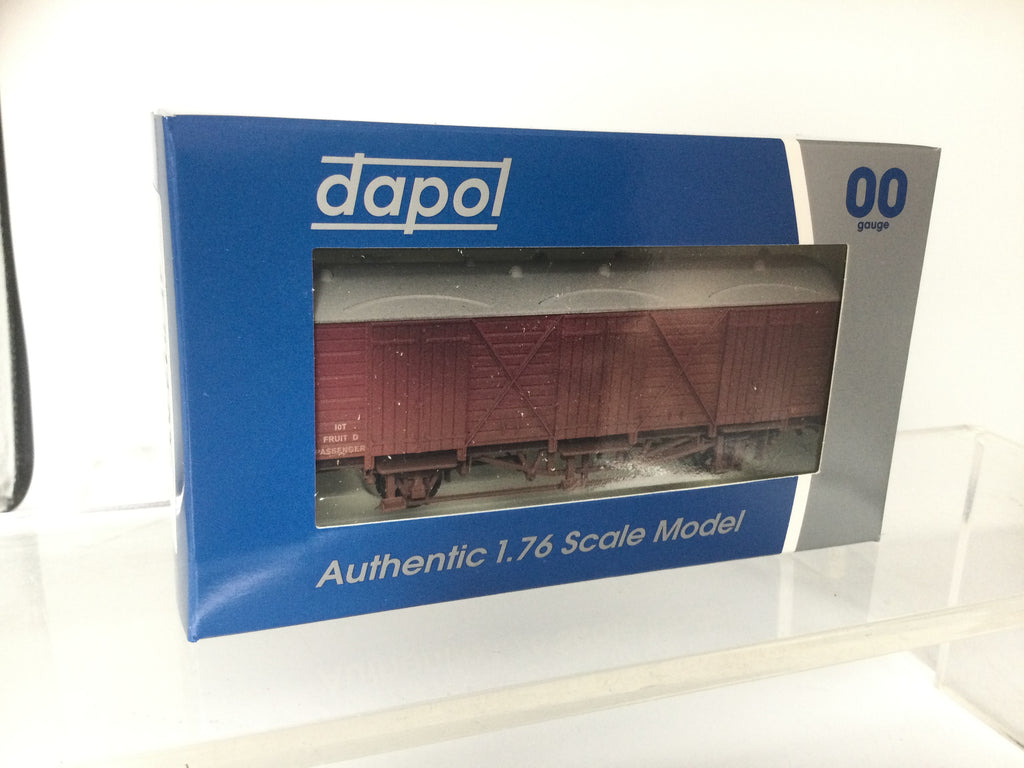 dapol
00
gauge
10T
FRUIT D
PASSENGER
Authentic 1.76 Scale Model